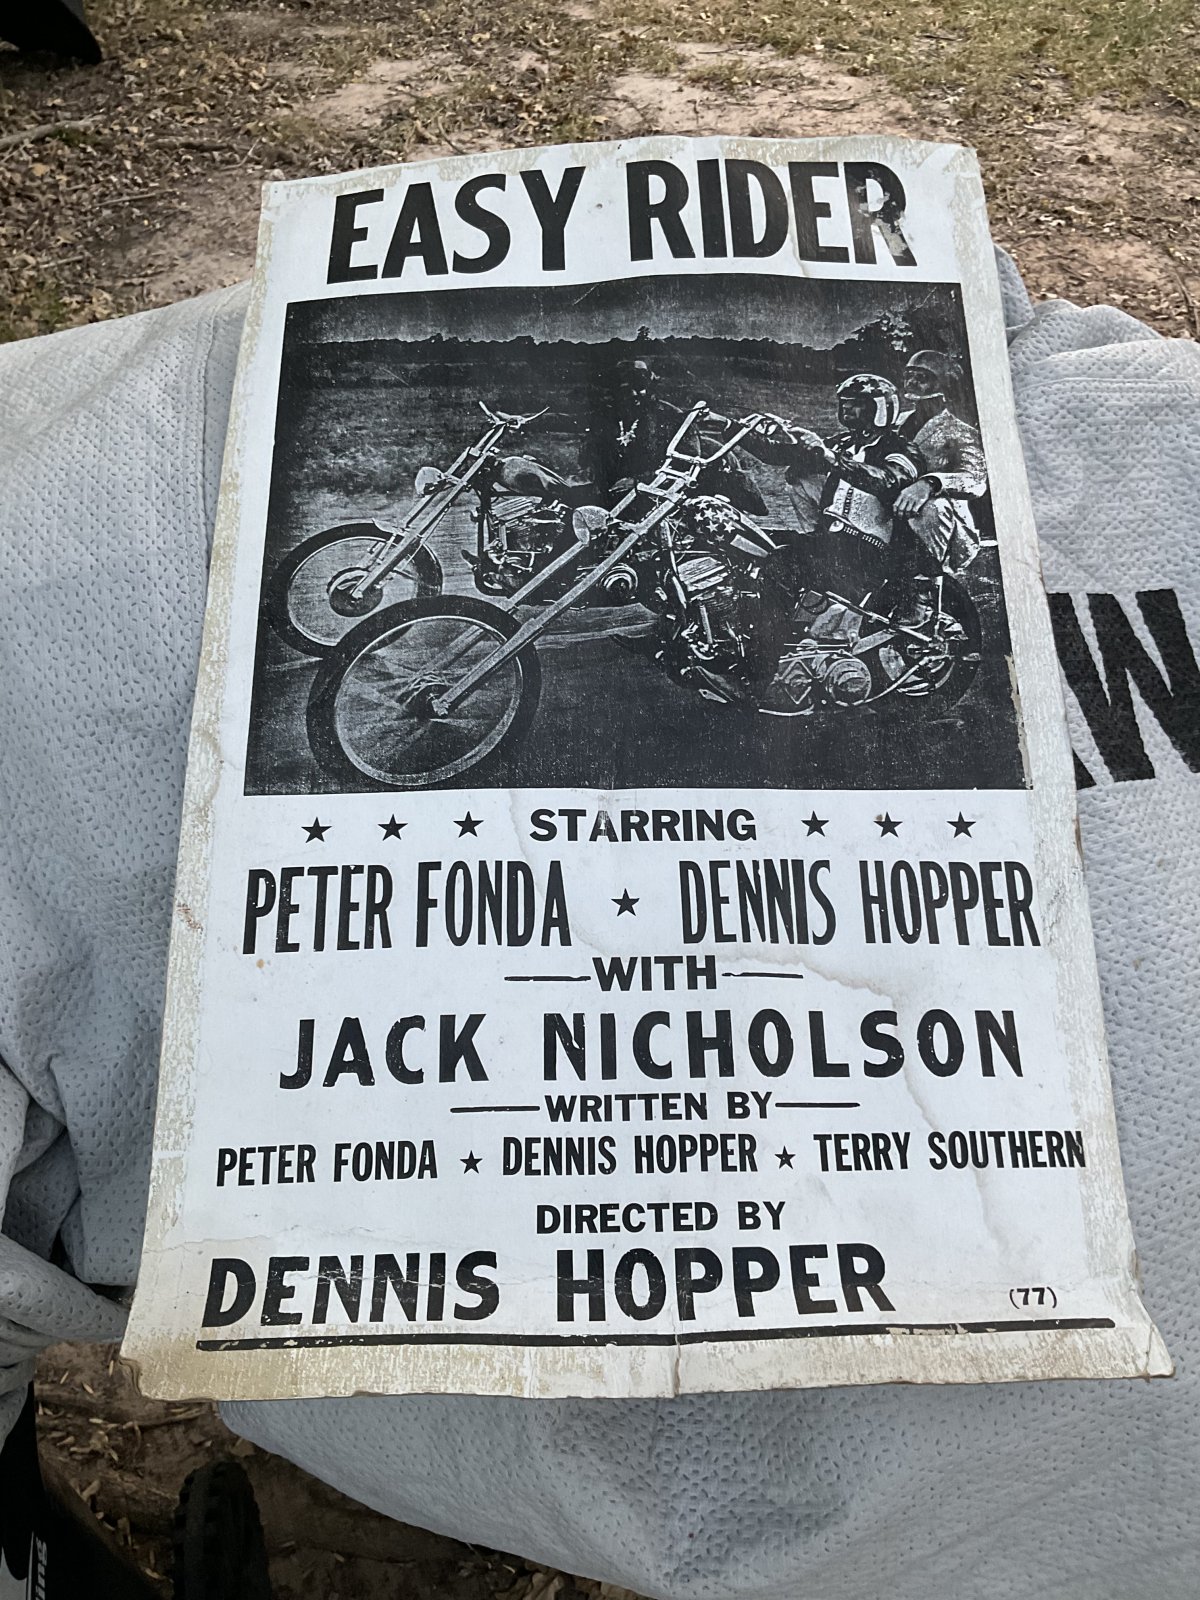 EASY RIDER
★ ★ ★ STARRING ★ ★ ★
PETER FONDA ★ DENNIS HOPPER
—WITH—
JACK NICHOLSON
—WRITTEN BY—
PETER FONDA ★ DENNIS HOPPER ★ TERRY SOUTHERN
DIRECTED BY
DENNIS HOPPER (77)